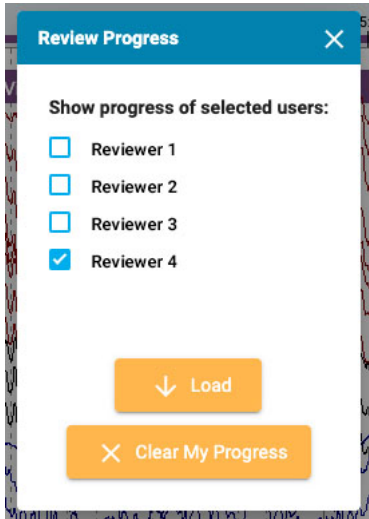 Review Progress
Show progress of selected users:
Reviewer 1
Reviewer 2
Reviewer 3
Reviewer 4
Load
Clear My Progress